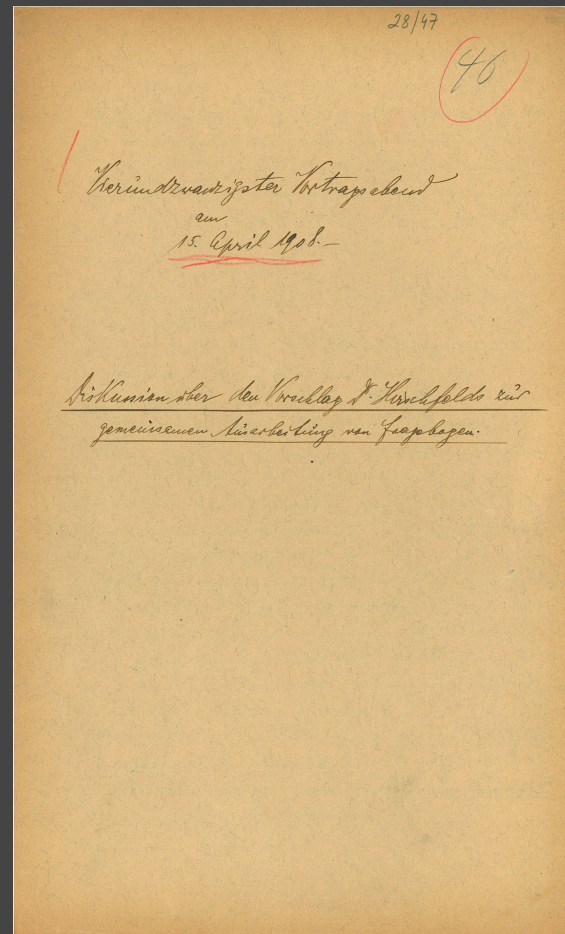 28/47
46
Vierundzwanzigster Vortragsabend
am
15. April 1908.—
Diskussion über den Vorschlag Dr. Hirschfelds zur
gemeinsamen Ausarbeitung von Fragebogen.